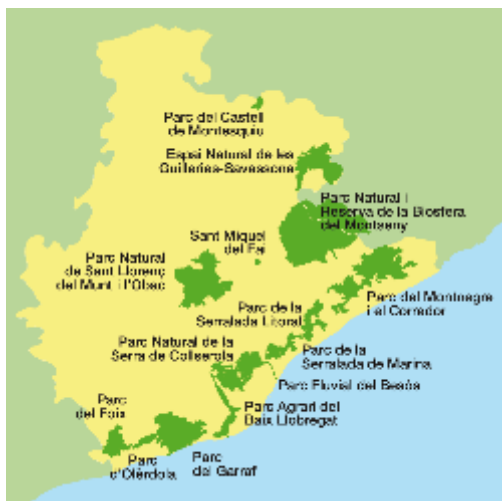 Parc del Castell
de Montesquiu
Espai Natural de les
Guilleries-Savassona
Parc Natural i
Reserva de la Biosfera
del Montseny
Sant Miquel
del Fai
Parc Natural
de Sant Llorenç
del Munt i l'Obac
Parc del Montnegre
i el Corredor
Parc de la
Serralada Litoral
Parc Natural de la
Serra de Collserola
Parc de la
Serralada de Marina
Parc Fluvial del Besòs
Parc
del Foix
Parc Agrari del
Baix Llobregat
Parc
d'Olèrdola
Parc
del Garraf